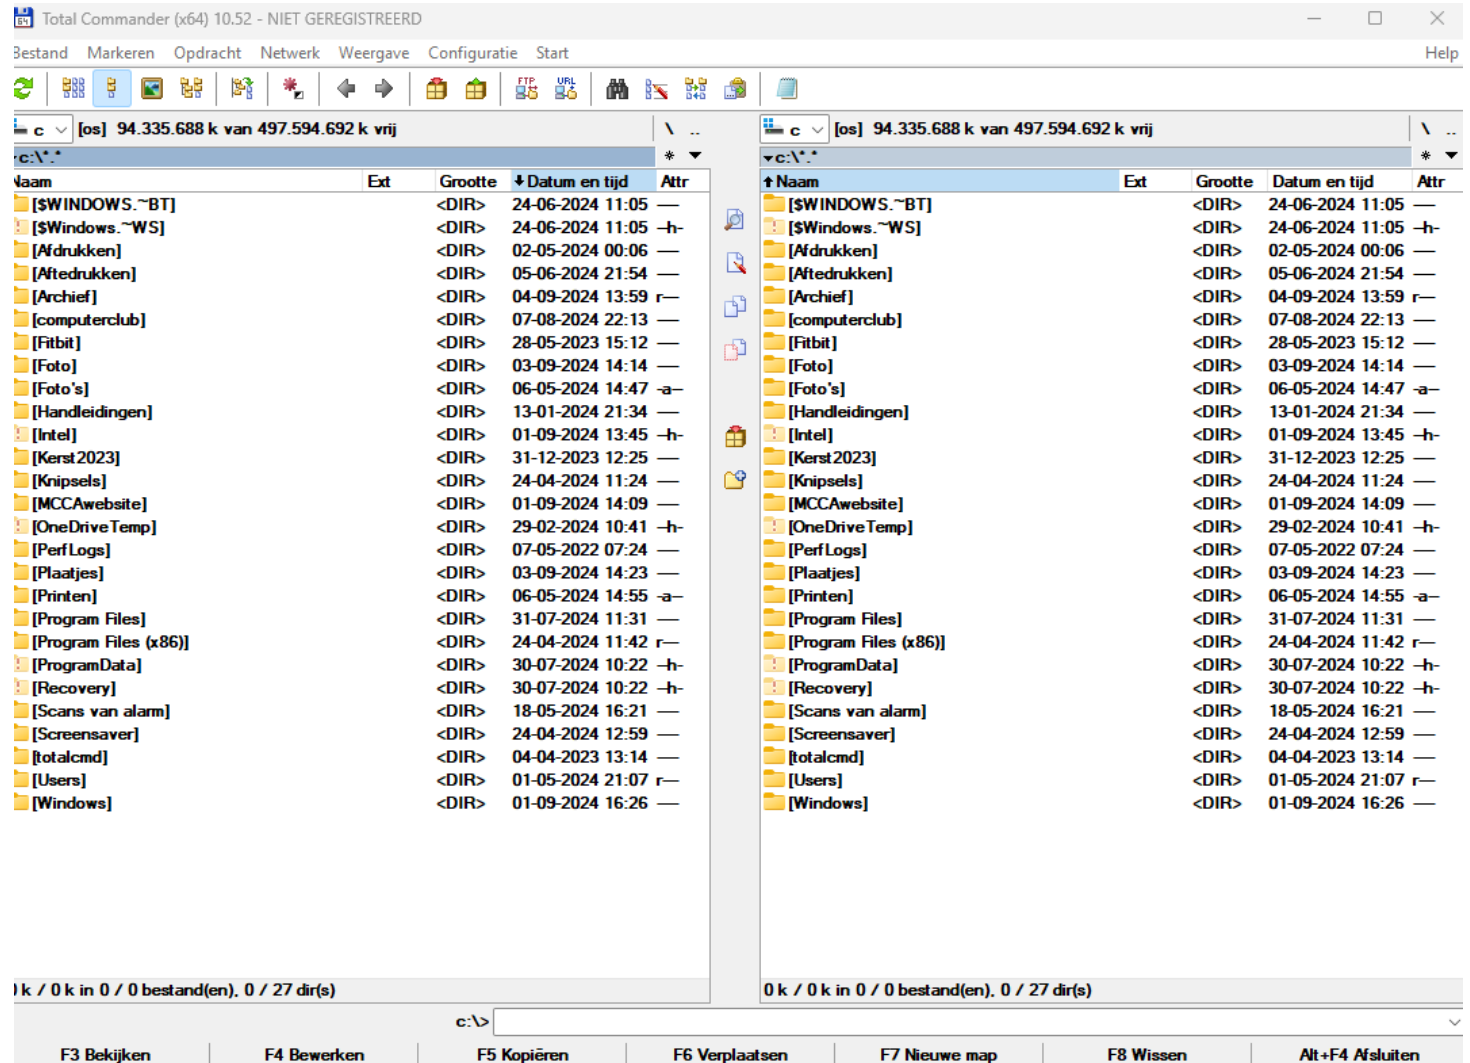 Total Commander (x64) 10.52 - NIET GEREGISTREERD
Bestand Markeren Opdracht Netwerk Weergave Configuratie Start Help
FTP URL
c [os] 94.335.688 k van 497.594.692 k vrij \ ..
c:\*.* * 
Naam Ext Grootte Datum en tijd Attr
[$WINDOWS.~BT] <DIR> 24-06-2024 11:05 ----
[$Windows.~WS] <DIR> 24-06-2024 11:05 --h-
[Afdrukken] <DIR> 02-05-2024 00:06 ----
[Aftedrukken] <DIR> 05-06-2024 21:54 ----
[Archief] <DIR> 04-09-2024 13:59 r---
[computerclub] <DIR> 07-08-2024 22:13 ----
[Fitbit] <DIR> 28-05-2023 15:12 ----
[Foto] <DIR> 03-09-2024 14:14 ----
[Foto's] <DIR> 06-05-2024 14:47 -a--
[Handleidingen] <DIR> 13-01-2024 21:34 ----
[Intel] <DIR> 01-09-2024 13:45 --h-
[Kerst2023] <DIR> 31-12-2023 12:25 ----
[Knipsels] <DIR> 24-04-2024 11:24 ----
[MCCAwebsite] <DIR> 01-09-2024 14:09 ----
[OneDriveTemp] <DIR> 29-02-2024 10:41 --h-
[PerfLogs] <DIR> 07-05-2022 07:24 ----
[Plaatjes] <DIR> 03-09-2024 14:23 ----
[Printen] <DIR> 06-05-2024 14:55 -a--
[Program Files] <DIR> 31-07-2024 11:31 ----
[Program Files (x86)] <DIR> 24-04-2024 11:42 r---
[ProgramData] <DIR> 30-07-2024 10:22 --h-
[Recovery] <DIR> 30-07-2024 10:22 --h-
[Scans van alarm] <DIR> 18-05-2024 16:21 ----
[Screensaver] <DIR> 24-04-2024 12:59 ----
[totalcmd] <DIR> 04-04-2023 13:14 ----
[Users] <DIR> 01-05-2024 21:07 r---
[Windows] <DIR> 01-09-2024 16:26 ----
0 k / 0 k in 0 / 0 bestand(en), 0 / 27 dir(s)
c [os] 94.335.688 k van 497.594.692 k vrij \ ..
c:\*.* *
Naam Ext Grootte Datum en tijd Attr
[$WINDOWS.~BT] <DIR> 24-06-2024 11:05 ----
[$Windows.~WS] <DIR> 24-06-2024 11:05 --h-
[Afdrukken] <DIR> 02-05-2024 00:06 ----
[Aftedrukken] <DIR> 05-06-2024 21:54 ----
[Archief] <DIR> 04-09-2024 13:59 r---
[computerclub] <DIR> 07-08-2024 22:13 ----
[Fitbit] <DIR> 28-05-2023 15:12 ----
[Foto] <DIR> 03-09-2024 14:14 ----
[Foto's] <DIR> 06-05-2024 14:47 -a--
[Handleidingen] <DIR> 13-01-2024 21:34 ----
[Intel] <DIR> 01-09-2024 13:45 --h-
[Kerst2023] <DIR> 31-12-2023 12:25 ----
[Knipsels] <DIR> 24-04-2024 11:24 ----
[MCCAwebsite] <DIR> 01-09-2024 14:09 ----
[OneDriveTemp] <DIR> 29-02-2024 10:41 --h-
[PerfLogs] <DIR> 07-05-2022 07:24 ----
[Plaatjes] <DIR> 03-09-2024 14:23 ----
[Printen] <DIR> 06-05-2024 14:55 -a--
[Program Files] <DIR> 31-07-2024 11:31 ----
[Program Files (x86)] <DIR> 24-04-2024 11:42 r---
[ProgramData] <DIR> 30-07-2024 10:22 --h-
[Recovery] <DIR> 30-07-2024 10:22 --h-
[Scans van alarm] <DIR> 18-05-2024 16:21 ----
[Screensaver] <DIR> 24-04-2024 12:59 ----
[totalcmd] <DIR> 04-04-2023 13:14 ----
[Users] <DIR> 01-05-2024 21:07 r---
[Windows] <DIR> 01-09-2024 16:26 ----
0 k / 0 k in 0 / 0 bestand(en), 0 / 27 dir(s)
c:\>
F3 Bekijken F4 Bewerken F5 Kopiëren F6 Verplaatsen F7 Nieuwe map F8 Wissen Alt+F4 Afsluiten